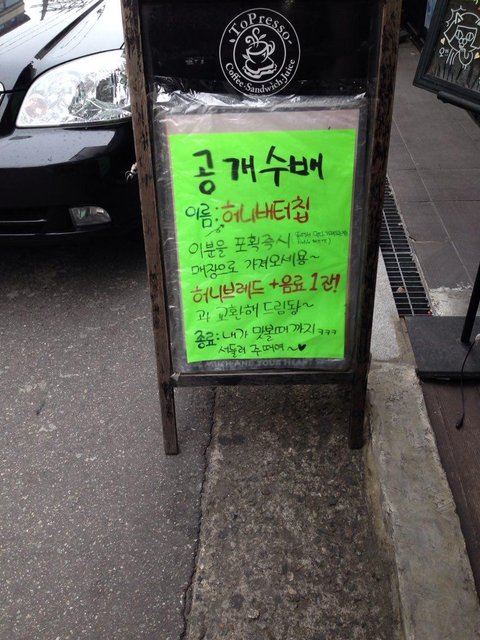 ToPresso
Coffee·Sandwich·Juice
공개수배
이름: 허니버터칩
이분을 포획즉시
매장으로 가져오세용~
허니브레드 +음료 1잔!
과 교환해 드림돵~
종료: 내가 맛볼때까지 ㅋㅋㅋ
서둘러 주때여 ~♥